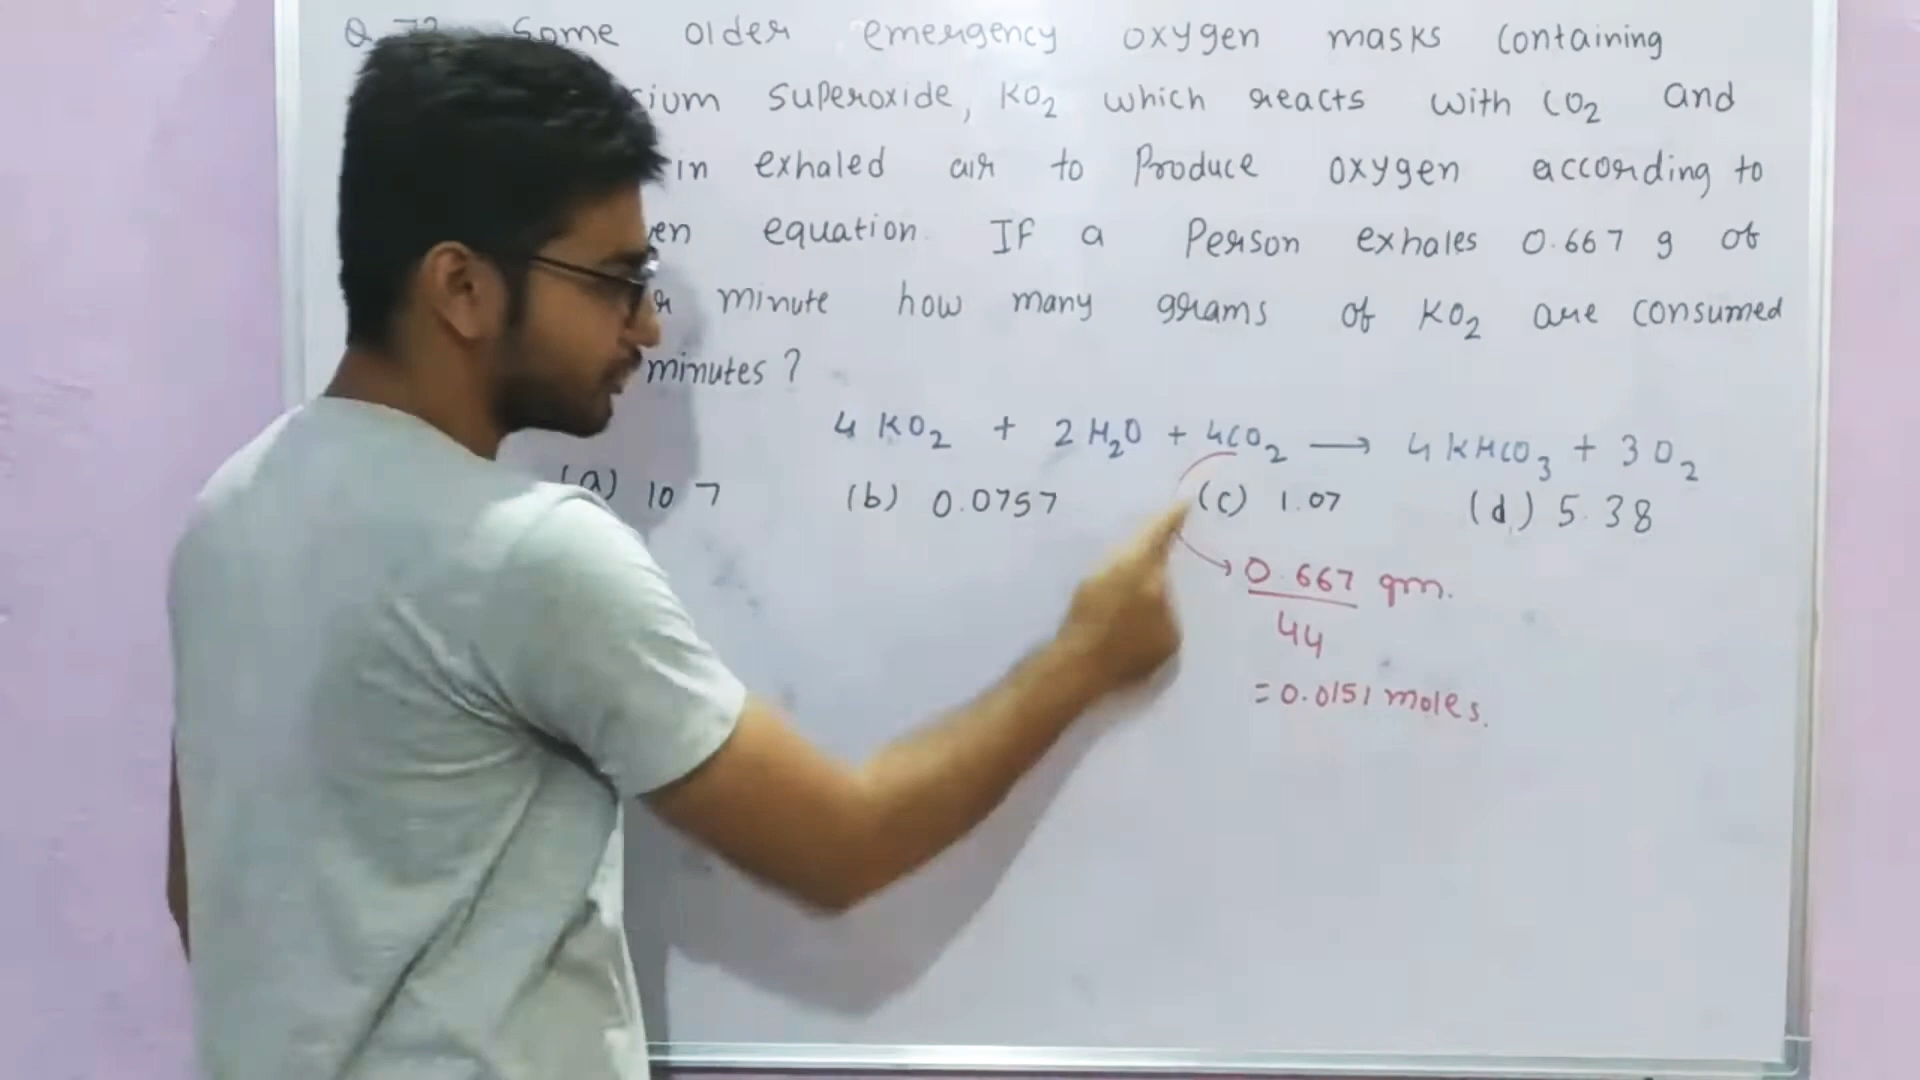 Q. 72 Some older emergency oxygen masks containing
ium superoxide, KO2 which reacts with CO2 and
in exhaled air to Produce oxygen according to
en equation. If a Person exhales 0.667 g of
r minute how many grams of KO2 are consumed
minutes ?
4 KO2 + 2 H2O + 4CO2 → 4 KHCO3 + 3 O2
(a) 10.7 (b) 0.0757 (c) 1.07 (d) 5.38
0.667 gm.
44
= 0.0151 moles.